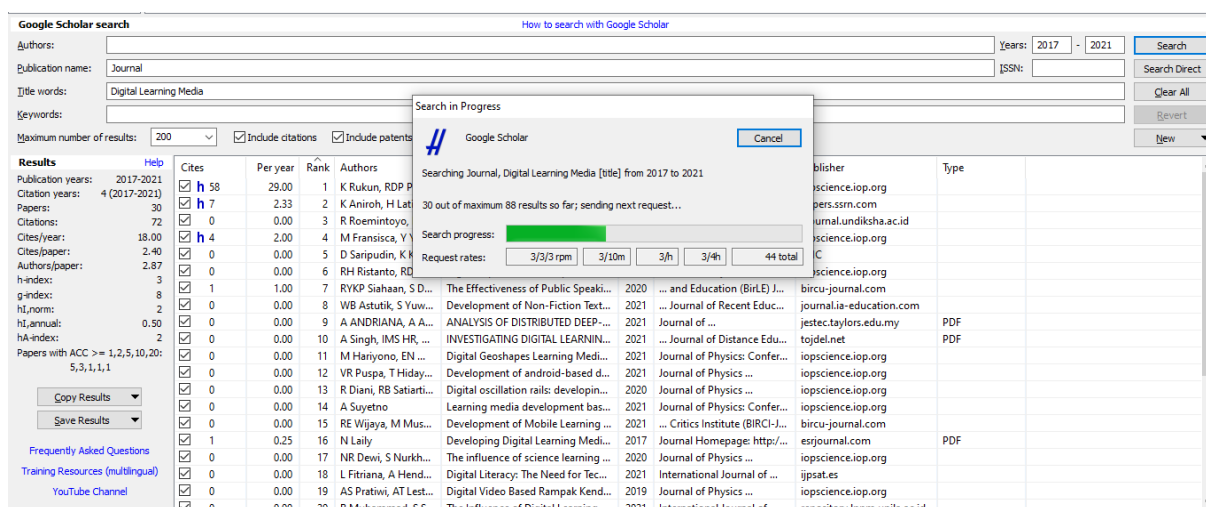 Google Scholar search How to search with Google Scholar
Authors: Years: 2017 - 2021 Search
Publication name: Journal ISSN: Search Direct
Title words: Digital Learning Media Clear All
Keywords: Revert
Maximum number of results: 200 Include citations Include patents New
Search in Progress
Google Scholar Cancel
Searching Journal, Digital Learning Media [title] from 2017 to 2021
30 out of maximum 88 results so far; sending next request...
Search progress:
Request rates: 3/3/3 rpm 3/10m 3/h 3/4h 44 total
Results Help
Publication years: 2017-2021
Citation years: 4 (2017-2021)
Papers: 30
Citations: 72
Cites/year: 18.00
Cites/paper: 2.40
Authors/paper: 2.87
h-index: 3
g-index: 8
hI,norm: 2
hI,annual: 0.50
hA-index: 2
Papers with ACC >= 1,2,5,10,20:
5,3,1,1,1
Copy Results
Save Results
Frequently Asked Questions
Training Resources (multilingual)
YouTube Channel
Cites Per year Rank Authors Type
h 58 29.00 1 K Rukun, RDP
h 7 2.33 2 K Aniroh, H
0 0.00 3 R Roemintoyo,
h 4 2.00 4 M Fransisca, Y
0 0.00 5 D Saripudin, K
0 0.00 6 RH Ristanto,
1 1.00 7 RYKP Siahaan, S D... The Effectiveness of Public Speaki... 2020 ... and Education (BirLE) J... bircu-journal.com
0 0.00 8 WB Astutik, S Yuw... Development of Non-Fiction Text... 2021 ... Journal of Recent Educ... journal.ia-education.com
0 0.00 9 A ANDRIANA, A A... ANALYSIS OF DISTRIBUTED DEEP-... 2021 Journal of ... jestec.taylors.edu.my PDF
0 0.00 10 A Singh, IMS HR, ... INVESTIGATING DIGITAL LEARNIN... 2021 ... Journal of Distance Edu... tojdel.net PDF
0 0.00 11 M Hariyono, EN ... Digital Geoshapes Learning Medi... 2021 Journal of Physics: Confer... iopscience.iop.org
0 0.00 12 VR Puspa, T Hiday... Development of android-based d... 2021 Journal of Physics ... iopscience.iop.org
0 0.00 13 R Diani, RB Satiarti... Digital oscillation rails: developin... 2020 Journal of Physics ... iopscience.iop.org
0 0.00 14 A Suyetno Learning media development bas... 2021 Journal of Physics: Confer... iopscience.iop.org
0 0.00 15 RE Wijaya, M Mus... Development of Mobile Learning ... 2021 ... Critics Institute (BIRCI-J... bircu-journal.com
1 0.25 16 N Laily Developing Digital Learning Medi... 2017 Journal Homepage: http:/... esrjournal.com PDF
0 0.00 17 NR Dewi, S Nurkh... The influence of science learning ... 2020 Journal of Physics ... iopscience.iop.org
0 0.00 18 L Fitriana, A Hend... Digital Literacy: The Need for Tec... 2021 International Journal of ... ijpsat.es
0 0.00 19 AS Pratiwi, AT Lest... Digital Video Based Rampak Kend... 2019 Journal of Physics ... iopscience.iop.org